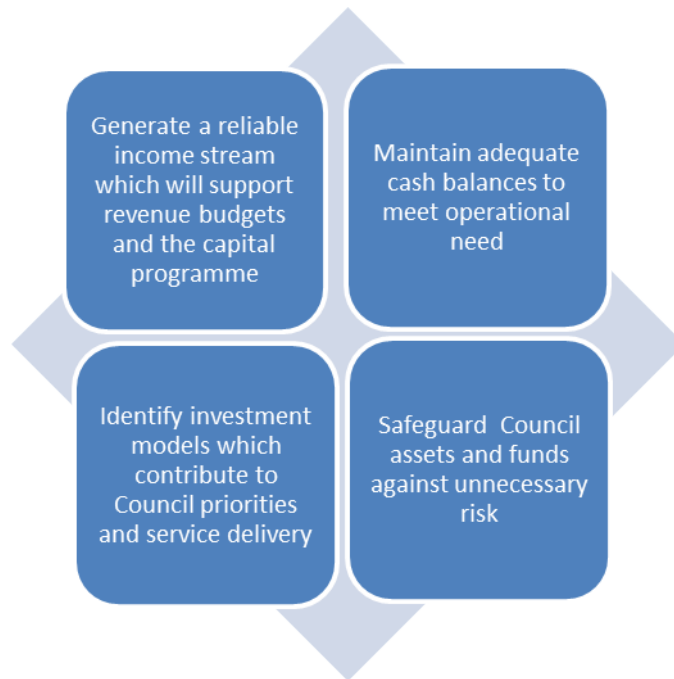 Generate a reliable
income stream
which will support
revenue budgets
and the capital
programme
Maintain adequate
cash balances to
meet operational
need
Identify investment
models which
contribute to
Council priorities
and service delivery
Safeguard  Council
assets and funds
against unnecessary
risk